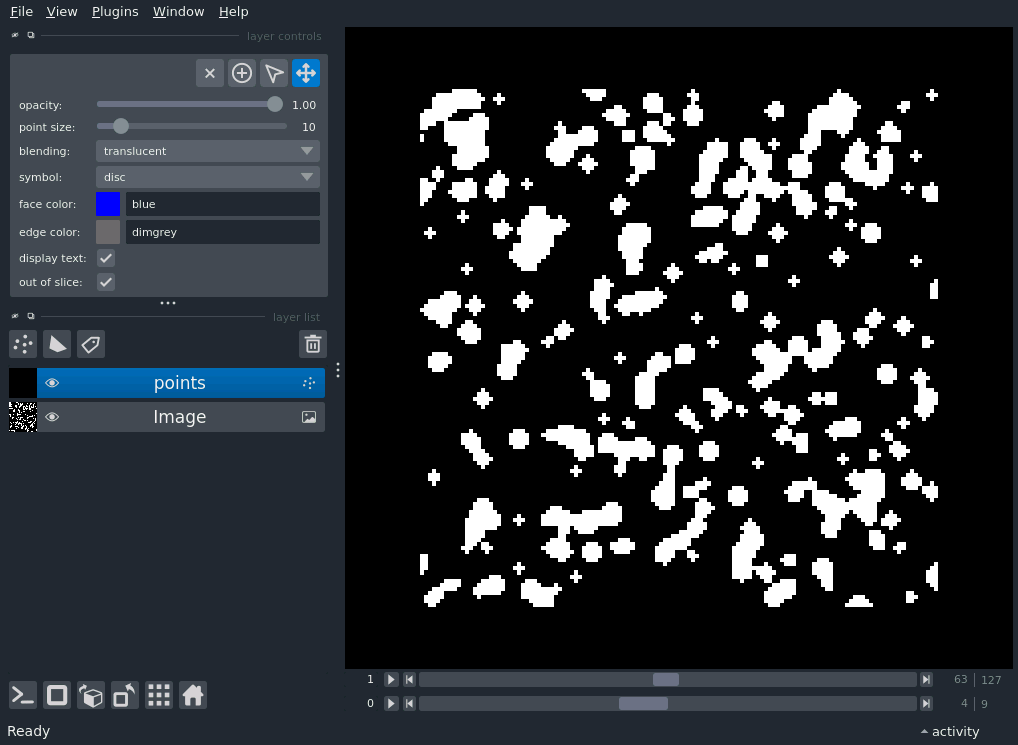 File View Plugins Window Help
layer controls
opacity: 1.00
point size: 10
blending: translucent
symbol: disc
face color: blue
edge color: dimgrey
display text:
out of slice:
layer list
points
Image
1 63 127
0 4 9
Ready activity